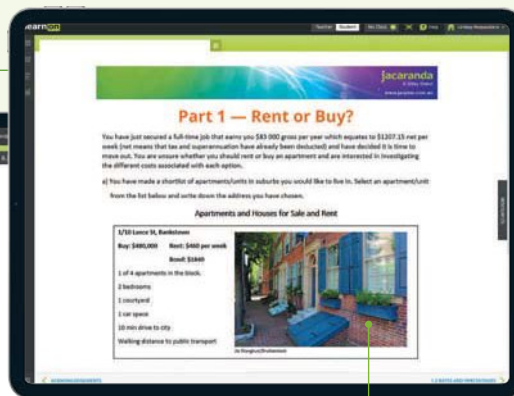 learnon
Teacher Student My Class Help
jacaranda
A Wiley Brand
Part 1 — Rent or Buy?
You have just secured a full-time job that earns you $83 000 gross per year which equates to $1207.15 net per
week (net means that tax and superannuation have already been deducted) and have decided it is time to
move out. You are unsure whether you should rent or buy an apartment and are interested in investigating
the different costs associated with each option.
a) You have made a shortlist of apartments/units in suburbs you would like to live in. Select an apartment/unit
from the list below and write down the address you have chosen.
Apartments and Houses for Sale and Rent
1/10 Lance St, Bankstown
Buy: $480,000 Rent: $460 per week
Bond: $1840
1 of 4 apartments in the block.
2 bedrooms
1 courtyard
1 car space
10 min drive to city
Walking distance to public transport